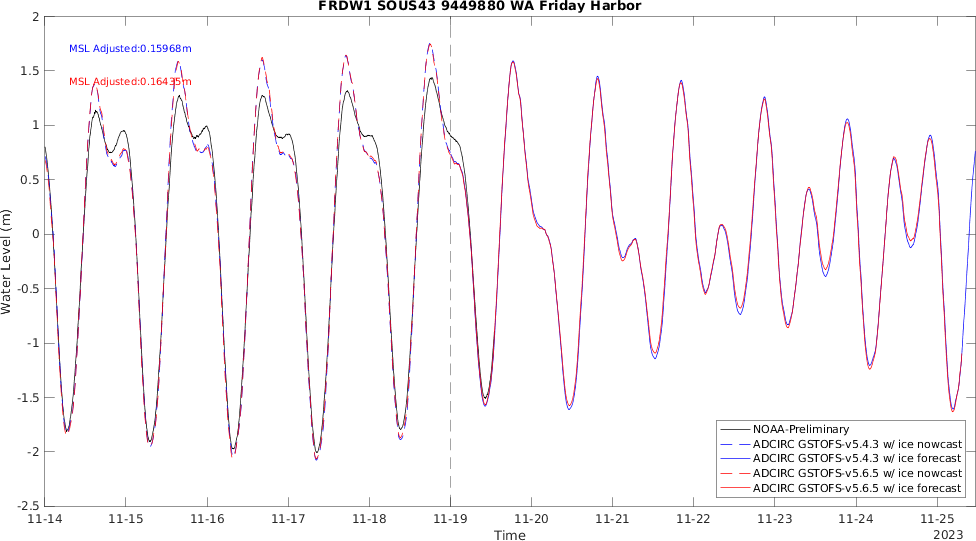 FRDW1 SOUS43 9449880 WA Friday Harbor
2
MSL Adjusted:0.15968m
1.5
MSL Adjusted:0.16435m
1
0.5
0
Water Level (m)
-0.5
-1
-1.5
-2
-2.5
NOAA-Preliminary
ADCIRC GSTOFS-v5.4.3 w/ ice nowcast
ADCIRC GSTOFS-v5.4.3 w/ ice forecast
ADCIRC GSTOFS-v5.6.5 w/ ice nowcast
ADCIRC GSTOFS-v5.6.5 w/ ice forecast
11-14 11-15 11-16 11-17 11-18 11-19 11-20 11-21 11-22 11-23 11-24 11-25
Time
2023